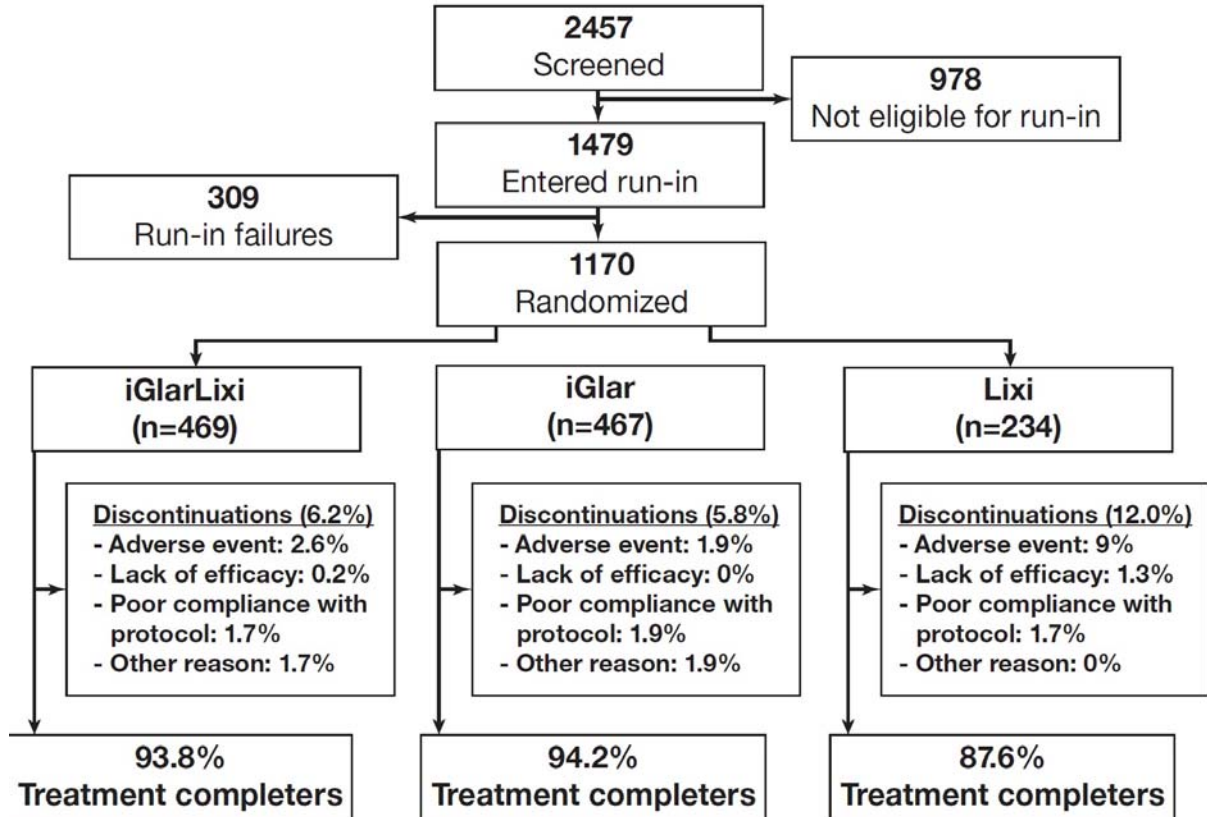 2457
Screened
978
Not eligible for run-in
1479
Entered run-in
309
Run-in failures
1170
Randomized
iGlarLixi
(n=469)
iGlar
(n=467)
Lixi
(n=234)
Discontinuations (6.2%)
- Adverse event: 2.6%
- Lack of efficacy: 0.2%
- Poor compliance with
protocol: 1.7%
- Other reason: 1.7%
Discontinuations (5.8%)
- Adverse event: 1.9%
- Lack of efficacy: 0%
- Poor compliance with
protocol: 1.9%
- Other reason: 1.9%
Discontinuations (12.0%)
- Adverse event: 9%
- Lack of efficacy: 1.3%
- Poor compliance with
protocol: 1.7%
- Other reason: 0%
93.8%
Treatment completers
94.2%
Treatment completers
87.6%
Treatment completers